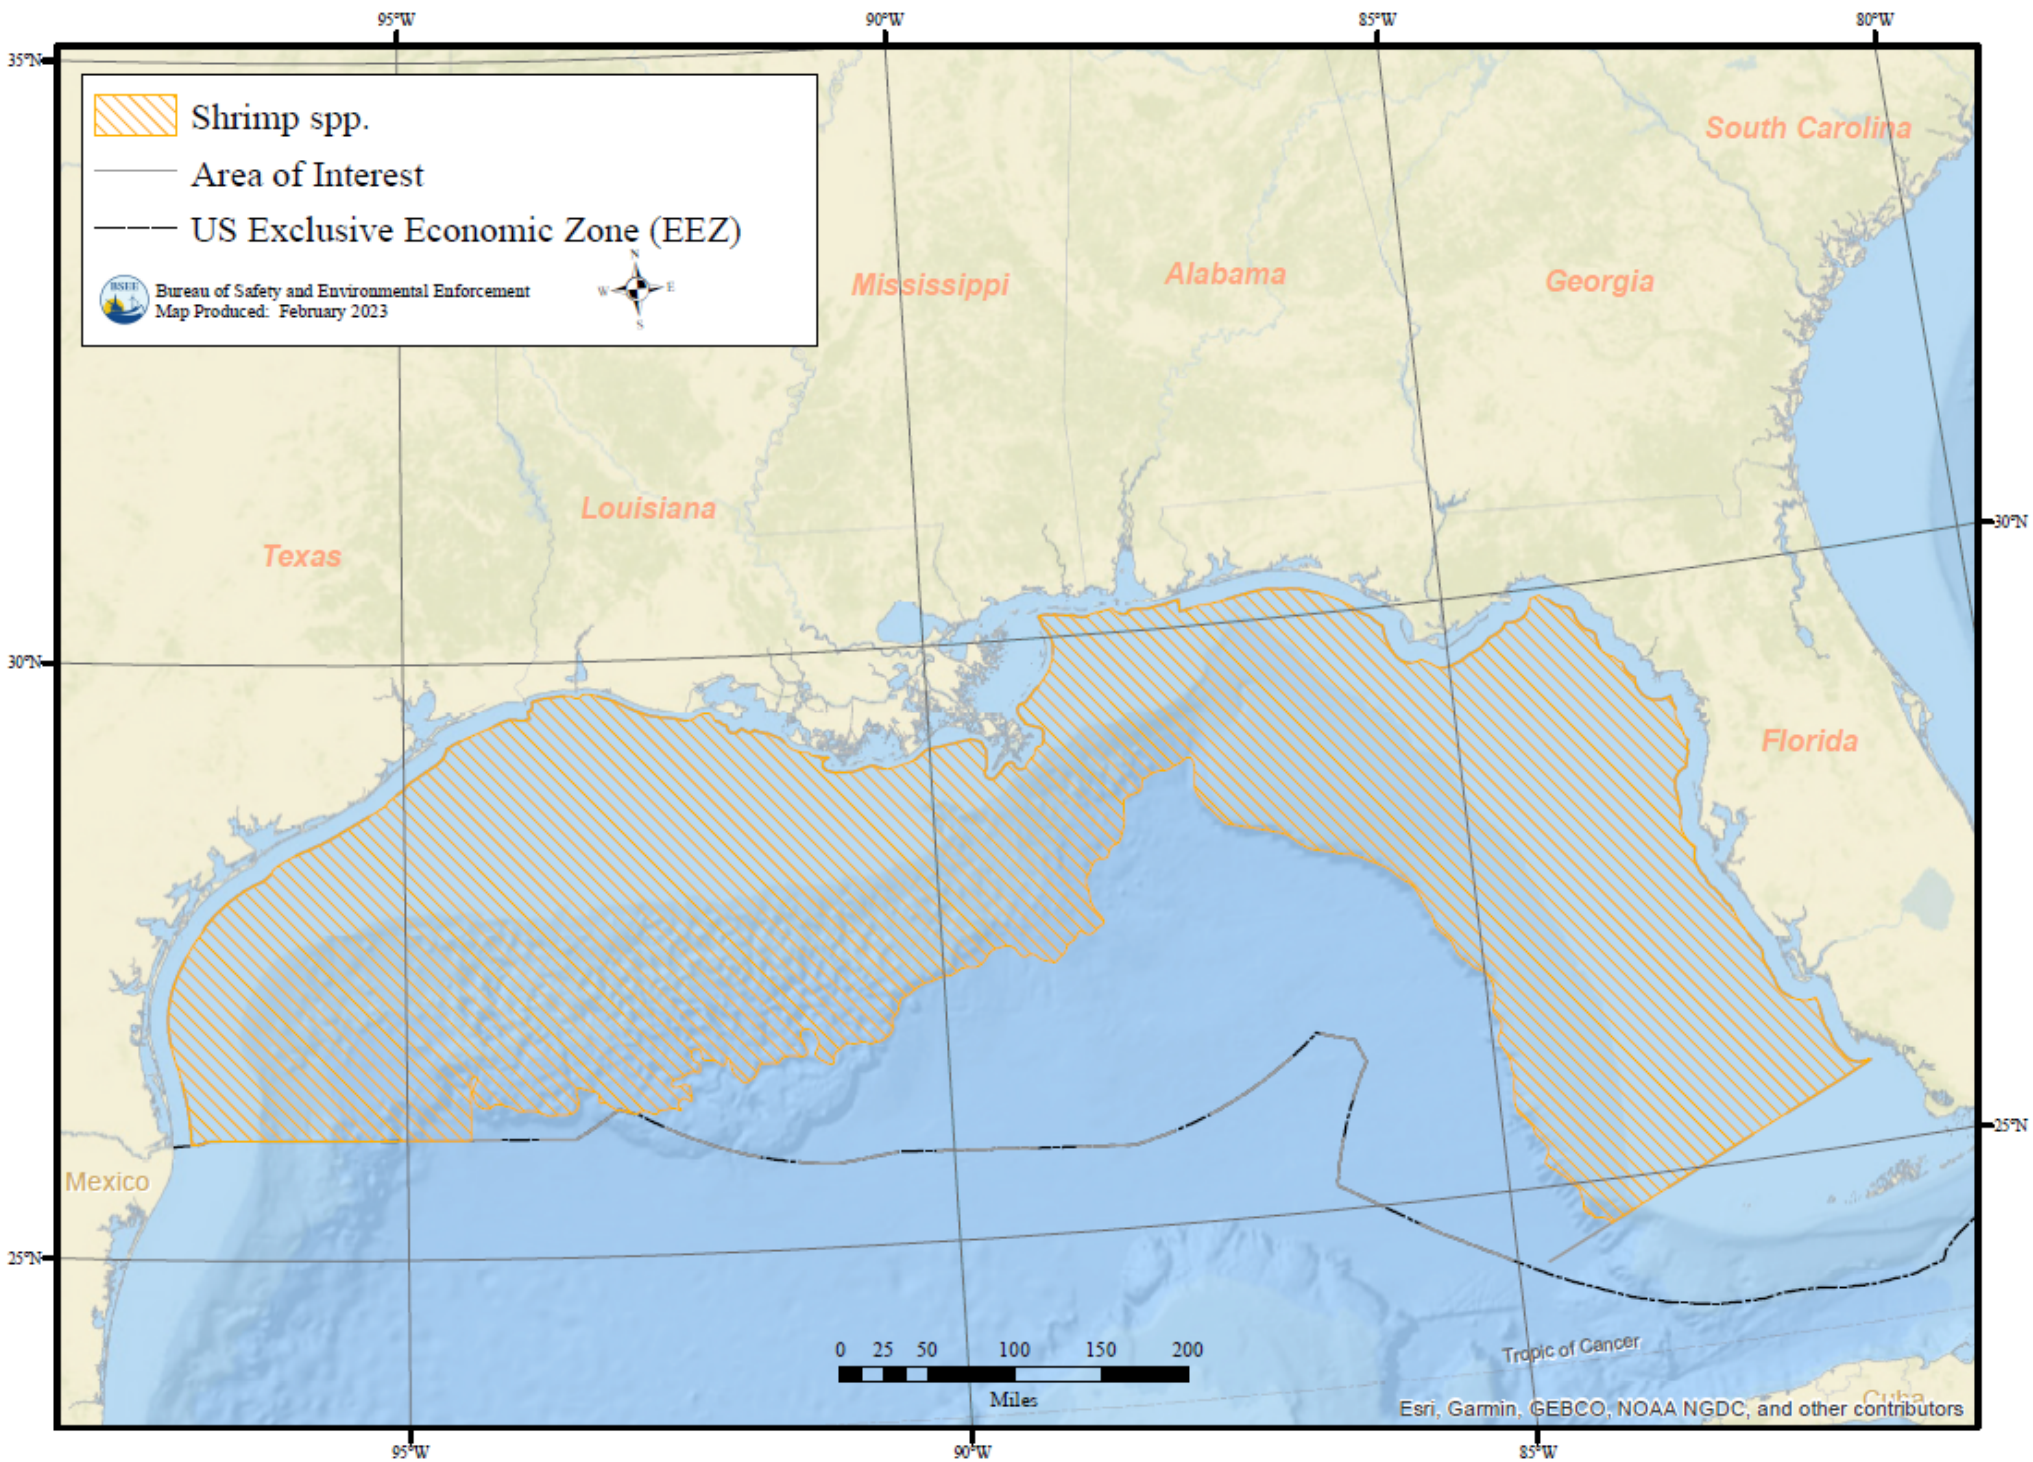 95°W 90°W 85°W 80°W
35°N
Shrimp spp.
Area of Interest
US Exclusive Economic Zone (EEZ)
N
W E
S
BSEE
Bureau of Safety and Environmental Enforcement
Map Produced: February 2023
South Carolina
Mississippi
Alabama
Georgia
Louisiana
Texas
30°N
30°N
Florida
25°N
Mexico
25°N
0 25 50 100 150 200
Miles
Tropic of Cancer
Cuba
Esri, Garmin, GEBCO, NOAA NGDC, and other contributors
95°W 90°W 85°W